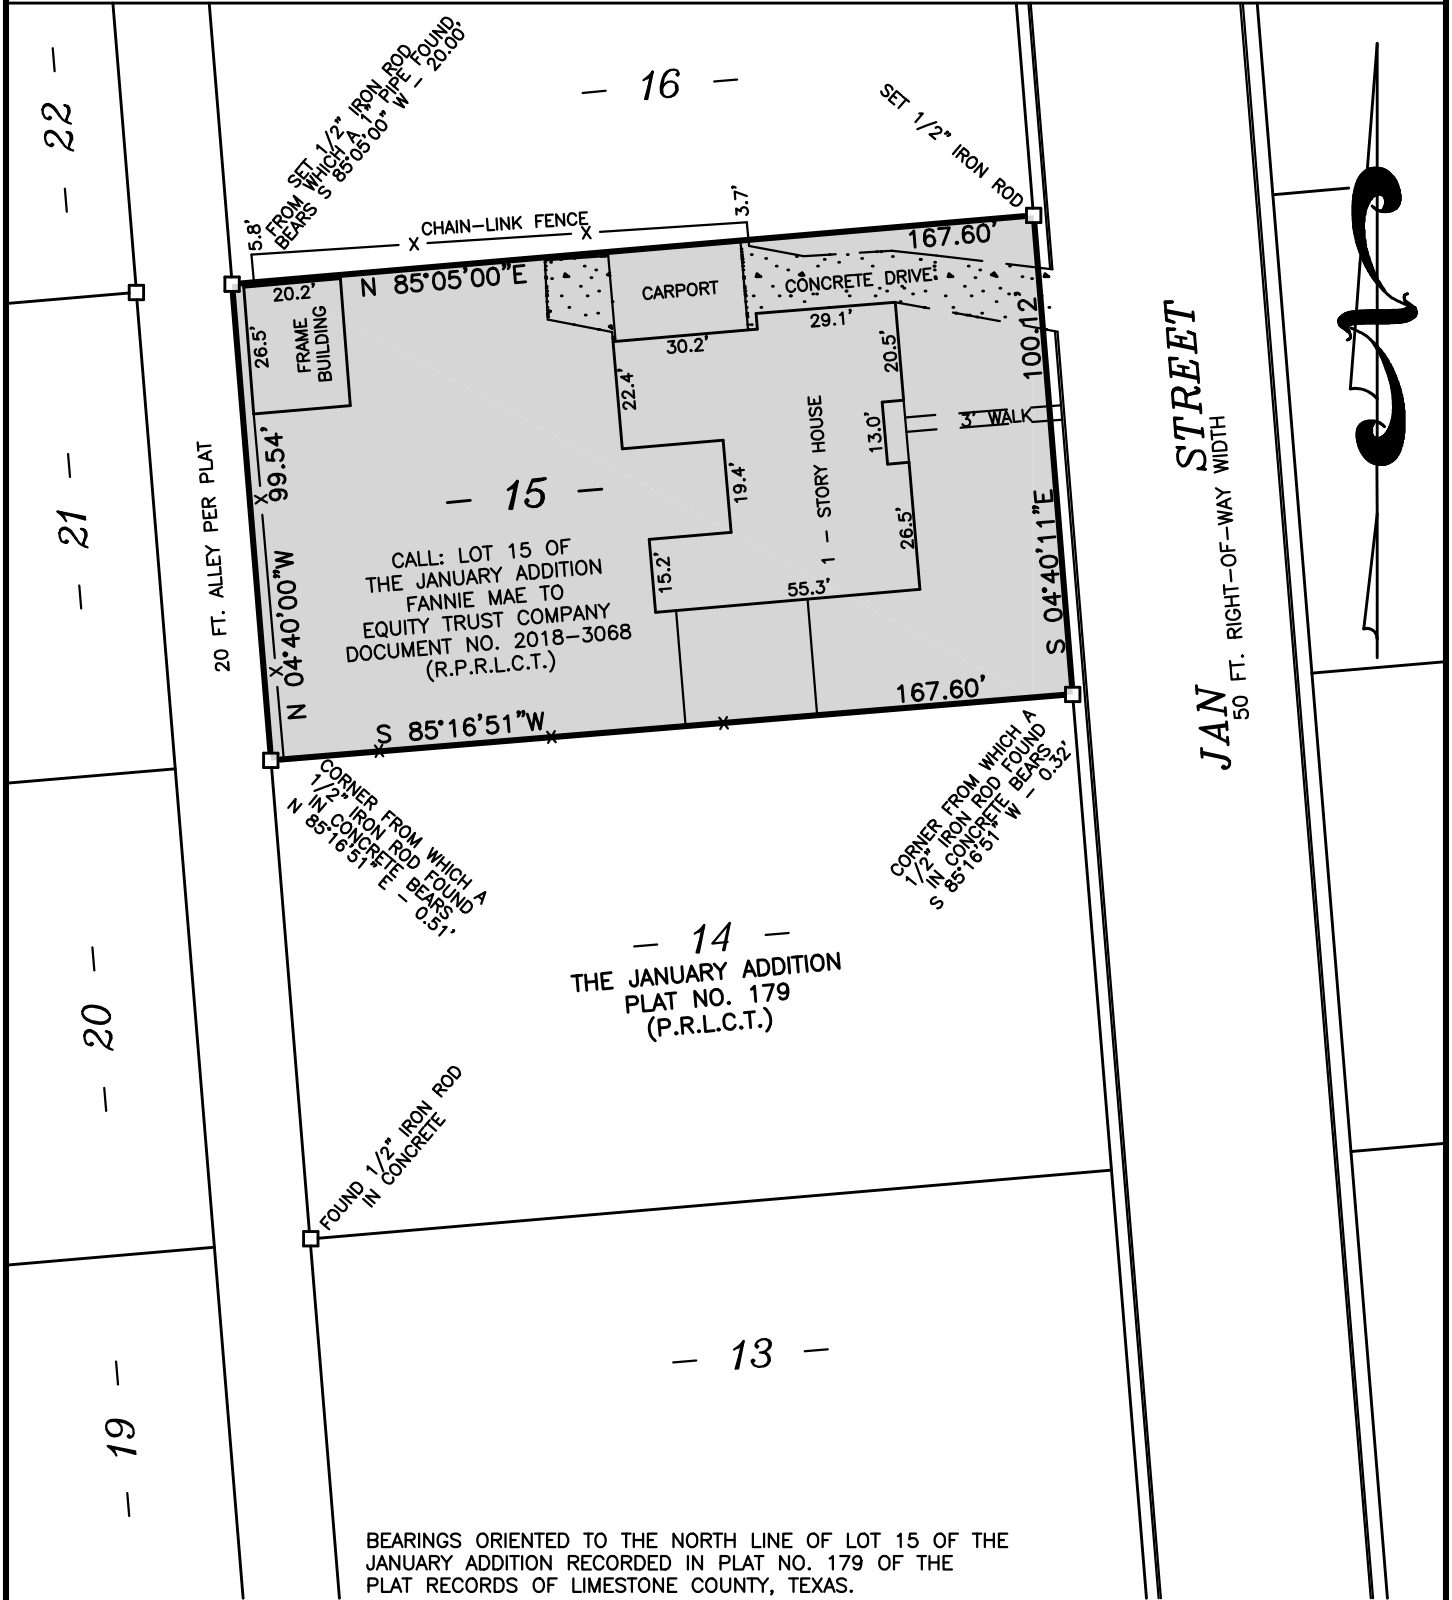 SET 1/2" IRON ROD
FROM WHICH A 1" PIPE FOUND,
BEARS S 85°05'00" W - 20.00'
- 16 -
SET 1/2" IRON ROD
- 22 -
5.8'
CHAIN-LINK FENCE
X
X
3.7'
167.60'
N 85°05'00"E
20.2'
26.5'
FRAME
BUILDING
CARPORT
CONCRETE DRIVE
30.2'
29.1'
100.12'
22.4'
20.5'
13.0'
3' WALK
19.4'
1 - STORY HOUSE
26.5'
15.2'
55.3'
S 04°40'11"E
99.54'
N 04°40'00"W
X
X
20 FT. ALLEY PER PLAT
- 21 -
- 15 -
CALL: LOT 15 OF
THE JANUARY ADDITION
FANNIE MAE TO
EQUITY TRUST COMPANY
DOCUMENT NO. 2018-3068
(R.P.R.L.C.T.)
167.60'
S 85°16'51"W
X
X
X
JAN STREET
50 FT. RIGHT-OF-WAY WIDTH
CORNER FROM WHICH A
1/2" IRON ROD FOUND
IN CONCRETE BEARS
N 85°16'51" E - 0.51'
CORNER FROM WHICH A
1/2" IRON ROD FOUND
IN CONCRETE BEARS
S 85°16'51" W - 0.32'
- 14 -
THE JANUARY ADDITION
PLAT NO. 179
(P.R.L.C.T.)
- 20 -
FOUND 1/2" IRON ROD
IN CONCRETE
- 13 -
- 19 -
BEARINGS ORIENTED TO THE NORTH LINE OF LOT 15 OF THE
JANUARY ADDITION RECORDED IN PLAT NO. 179 OF THE
PLAT RECORDS OF LIMESTONE COUNTY, TEXAS.